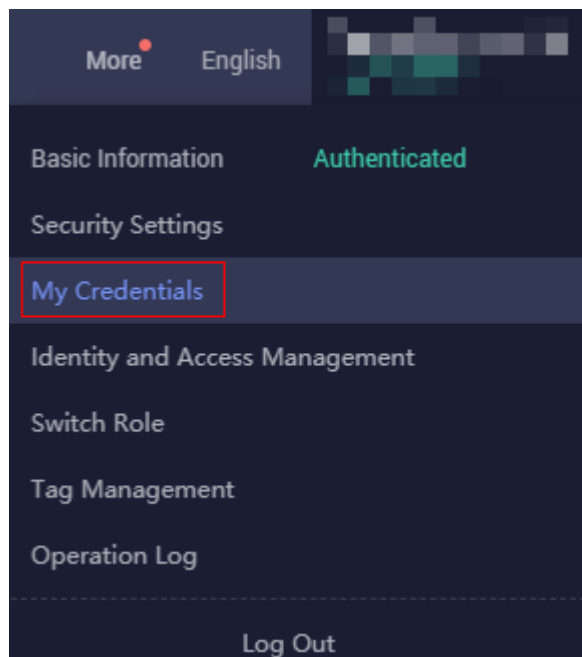 More English
Basic Information Authenticated
Security Settings
My Credentials
Identity and Access Management
Switch Role
Tag Management
Operation Log
Log Out